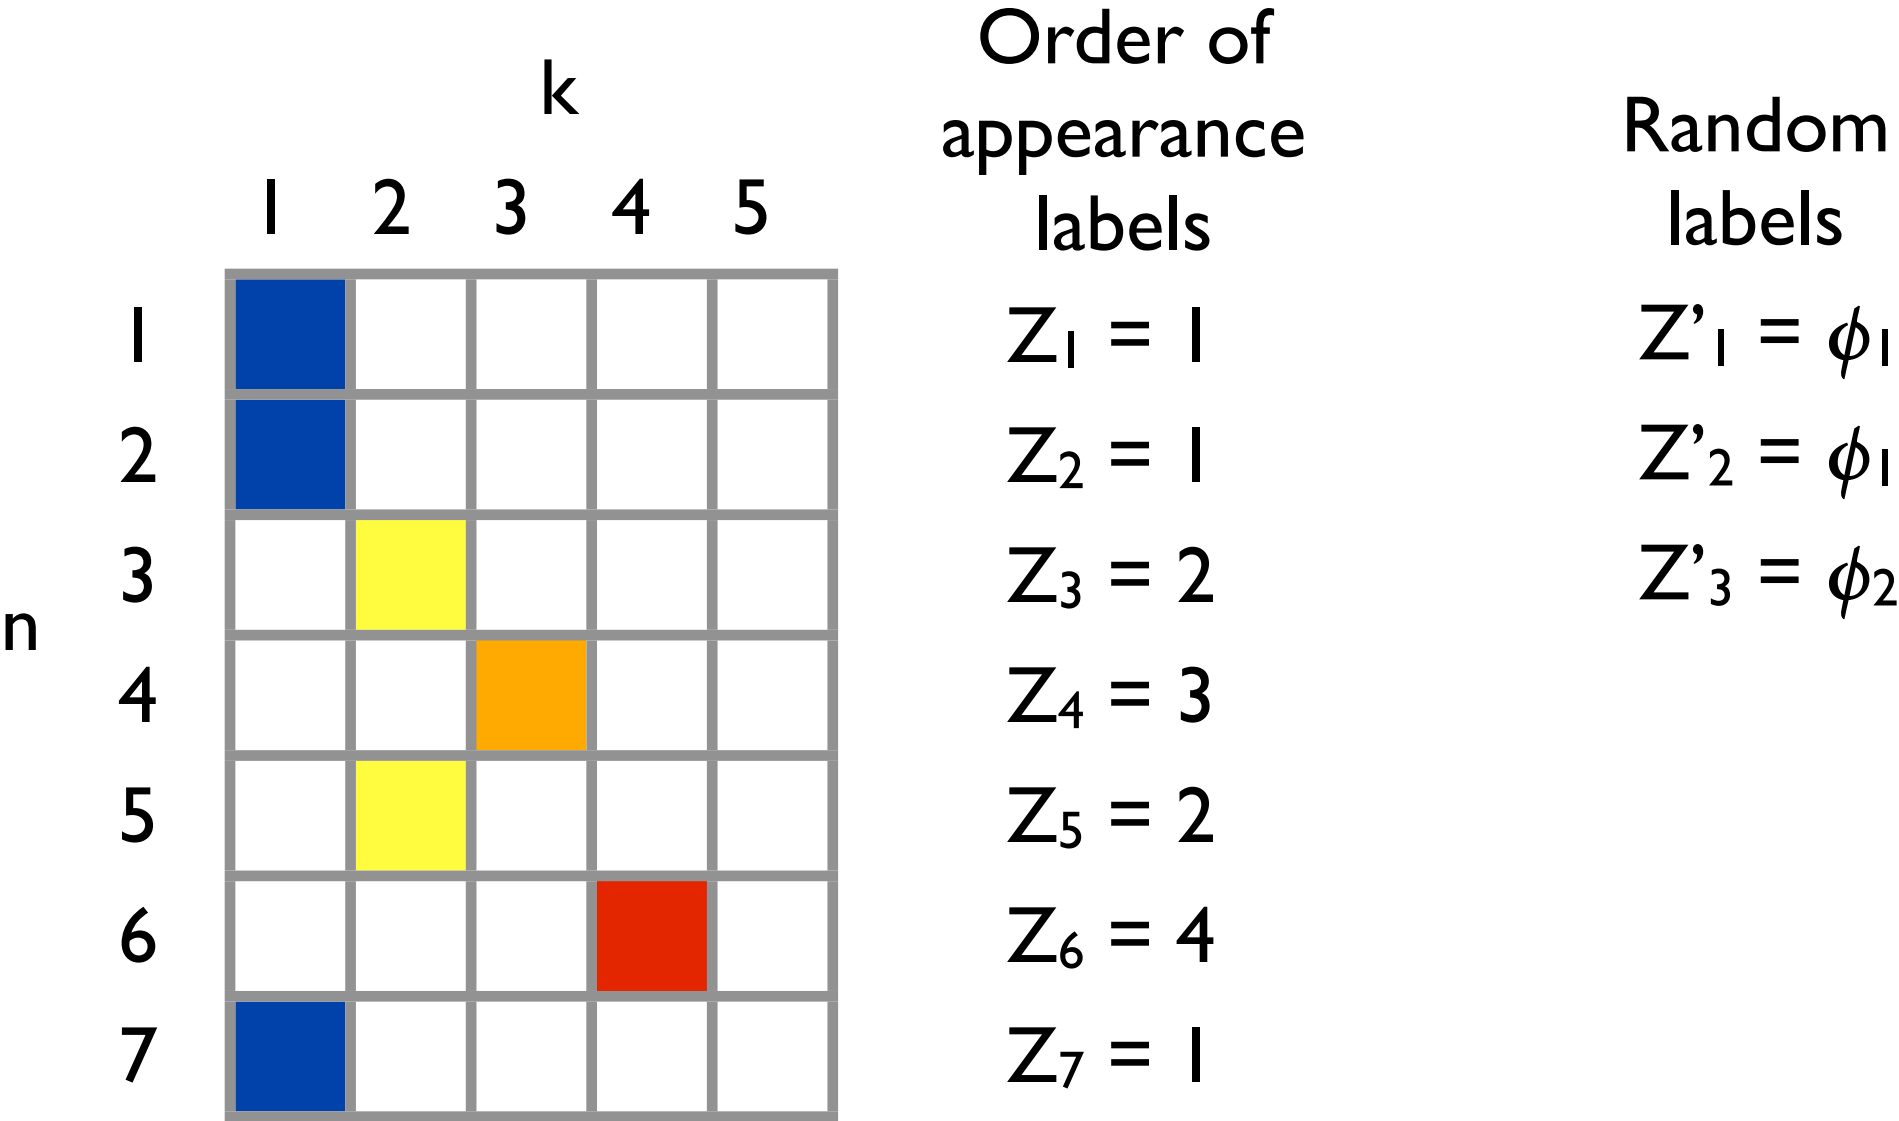 Order of
appearance
labels
Random
labels
k
1 2 3 4 5
n
1 Z₁ = 1 Z’₁ = ϕ₁
2 Z₂ = 1 Z’₂ = ϕ₁
3 Z₃ = 2 Z’₃ = ϕ₂
4 Z₄ = 3
5 Z₅ = 2
6 Z₆ = 4
7 Z₇ = 1